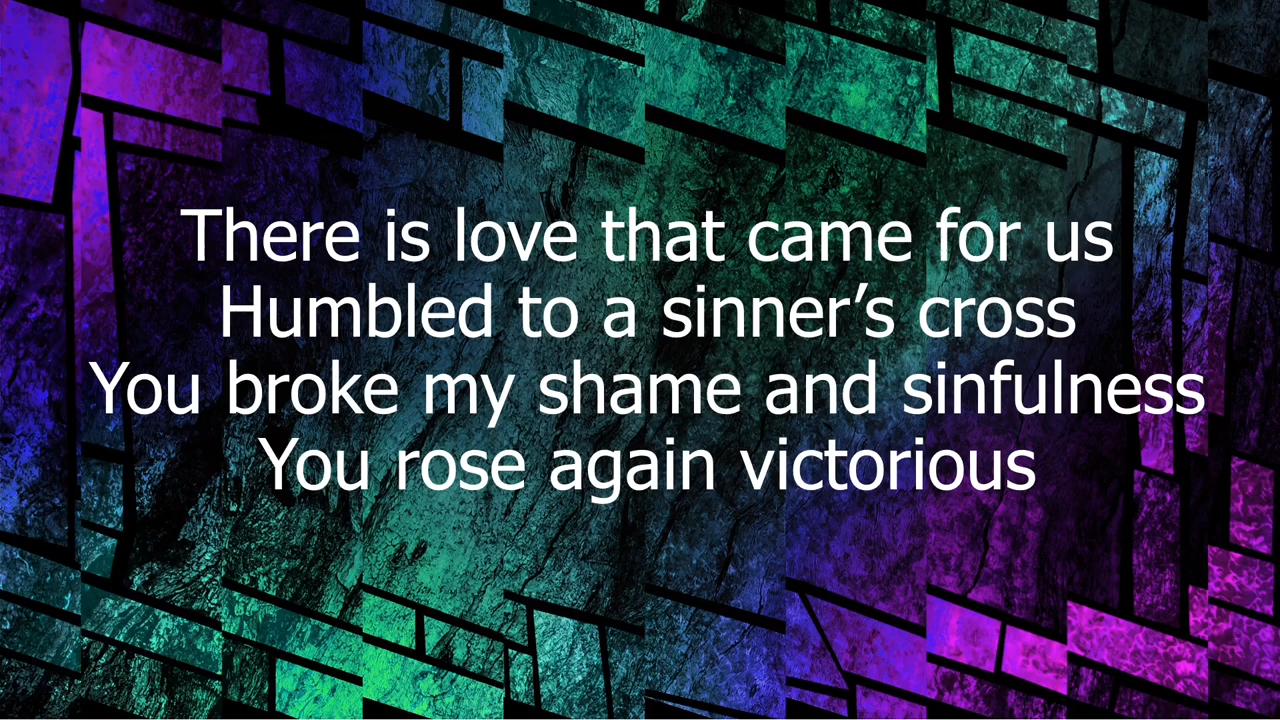 There is love that came for us
Humbled to a sinner’s cross
You broke my shame and sinfulness
You rose again victorious